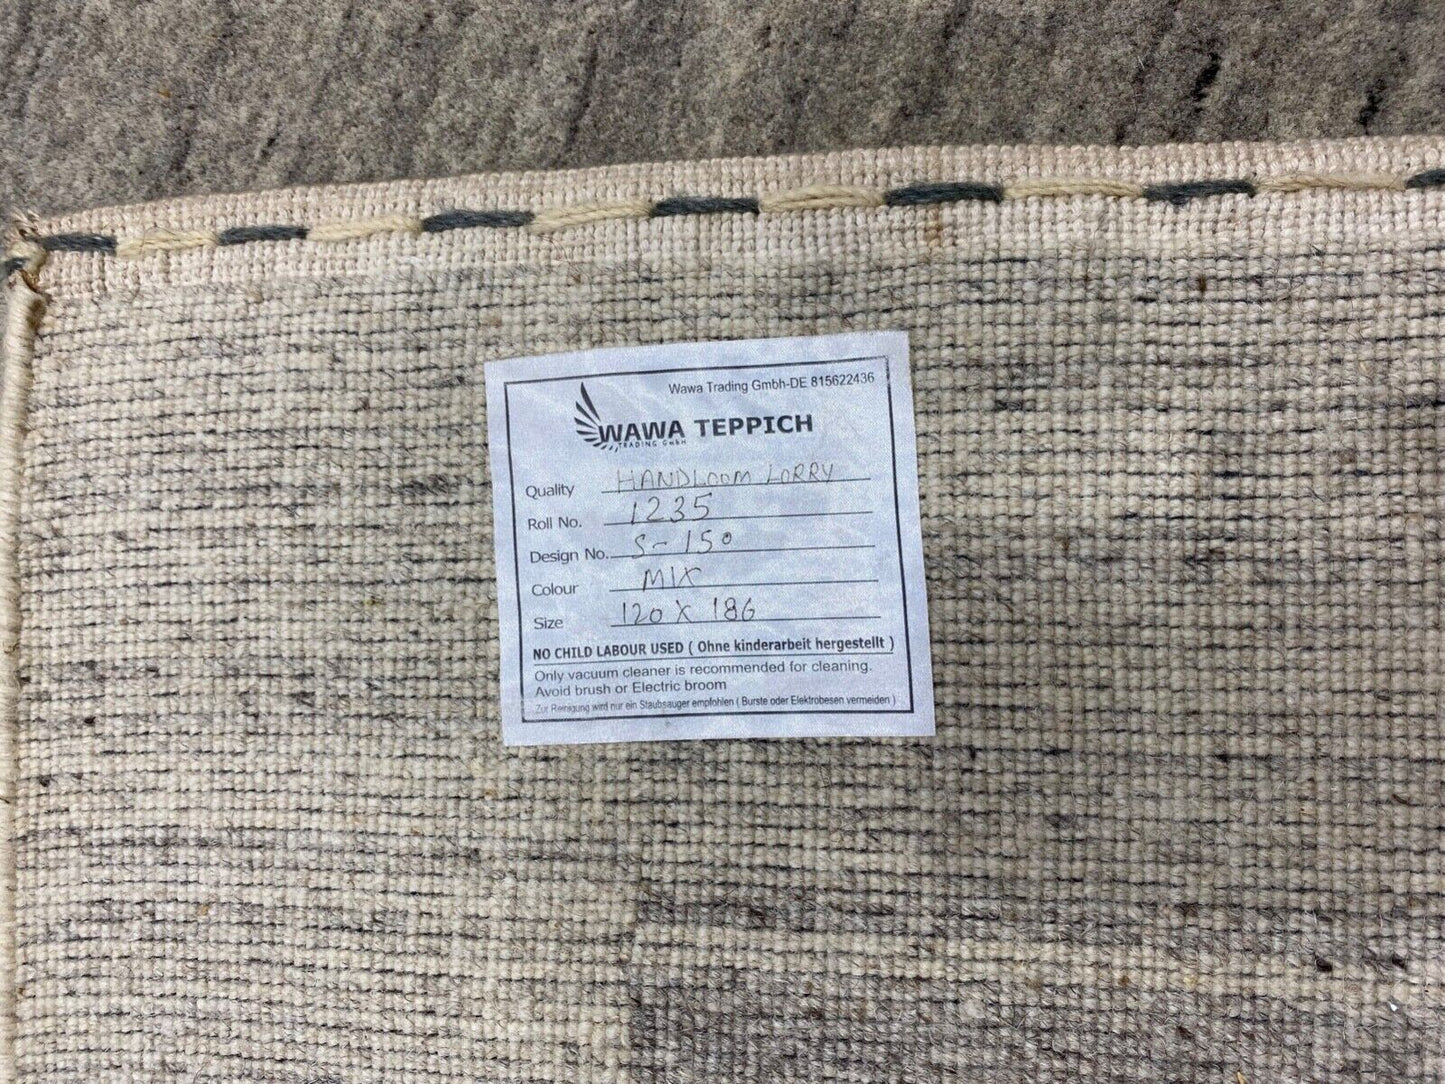 Wawa Trading Gmbh-DE 815622436
WAWA TEPPICH
TRADING GmbH
Quality HANDLOOM LORRY
Roll No. 1235
Design No. S-150
Colour MIX
Size 120 X 186
NO CHILD LABOUR USED ( Ohne kinderarbeit hergestellt )
Only vacuum cleaner is recommended for cleaning.
Avoid brush or Electric broom
Zur Reinigung wird nur ein Staubsauger empfohlen ( Burste oder Elektrobesen vermeiden )